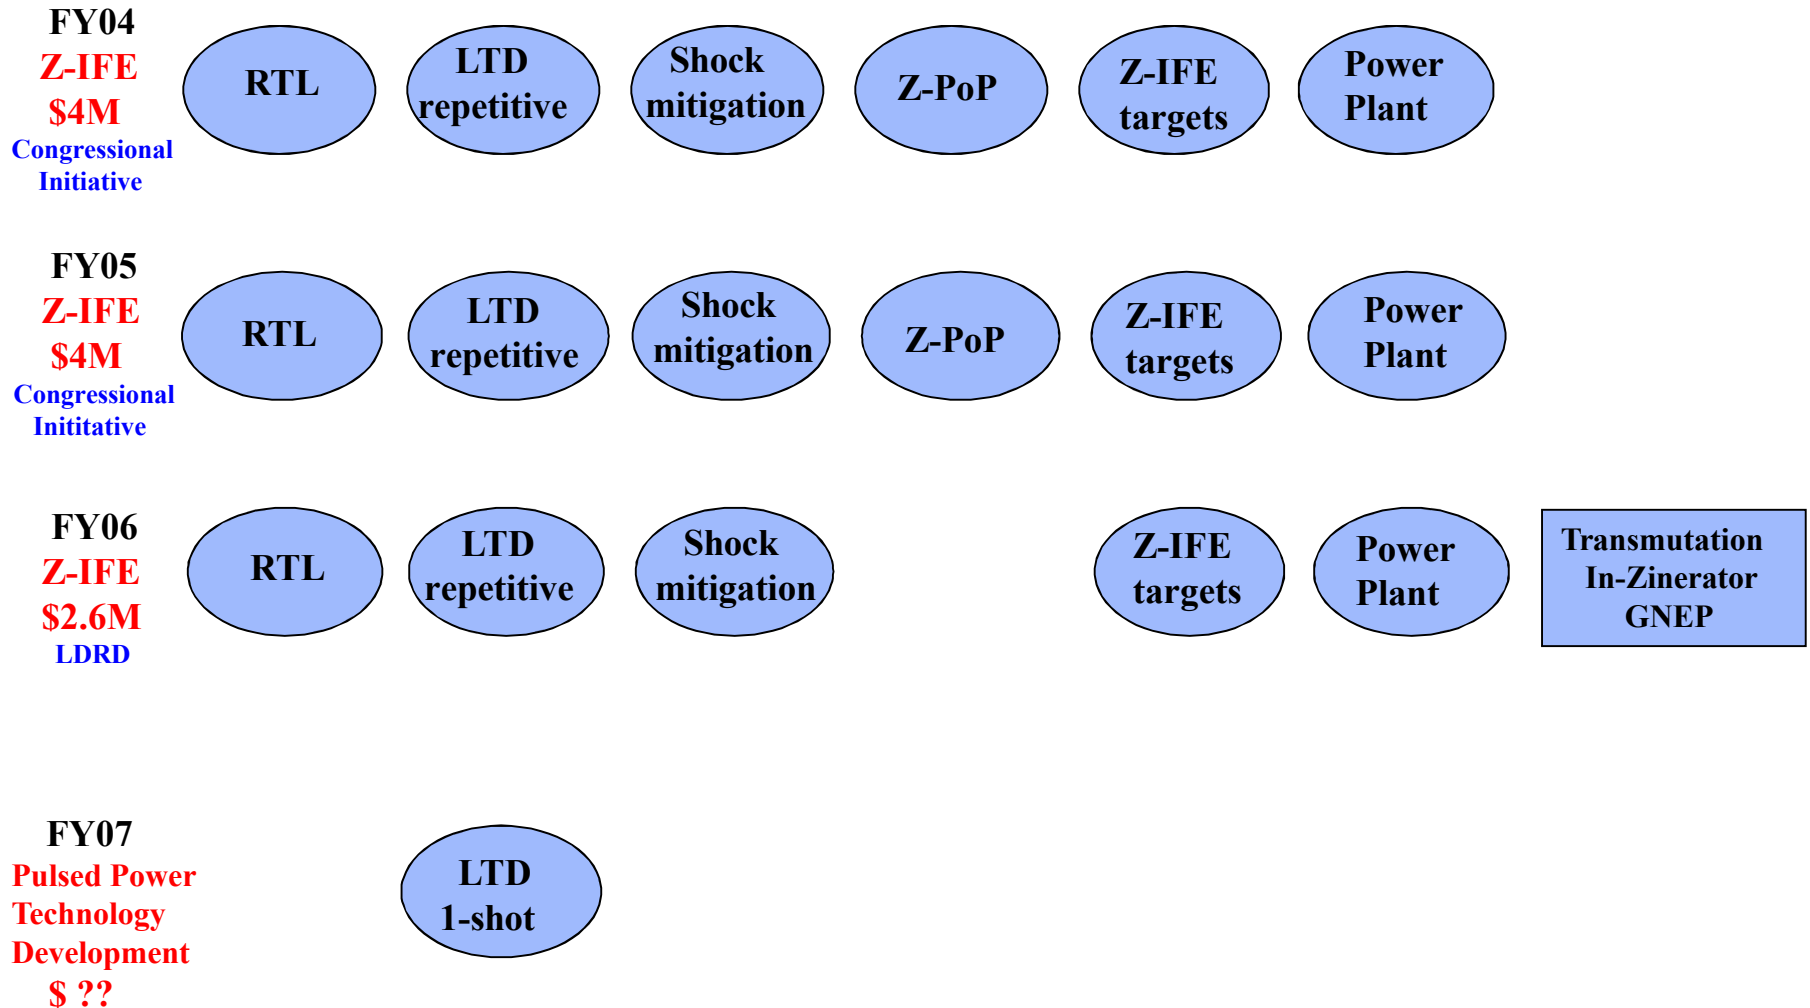 FY04
Z-IFE
$4M
Congressional
Initiative
RTL
LTD
repetitive
Shock
mitigation
Z-PoP
Z-IFE
targets
Power
Plant
FY05
Z-IFE
$4M
Congressional
Inititative
RTL
LTD
repetitive
Shock
mitigation
Z-PoP
Z-IFE
targets
Power
Plant
FY06
Z-IFE
$2.6M
LDRD
RTL
LTD
repetitive
Shock
mitigation
Z-IFE
targets
Power
Plant
Transmutation
In-Zinerator
GNEP
FY07
Pulsed Power
Technology
Development
$ ??
LTD
1-shot